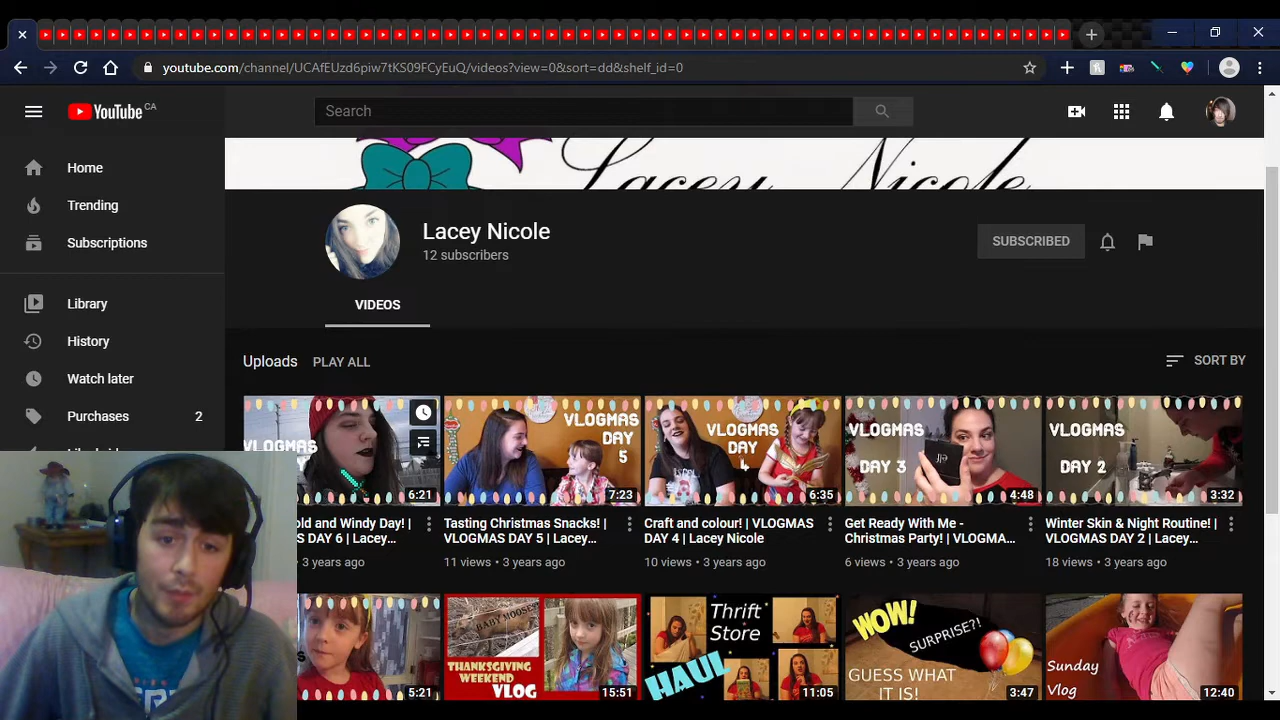 youtube.com/channel/UCAfEUzd6piw7tKS09FCyEuQ/videos?view=0&sort=dd&shelf_id=0
YouTube CA
Search
Lacey Nicole
Home
Trending
Subscriptions
Library
History
Watch later
Purchases 2
Lacey Nicole
12 subscribers
SUBSCRIBED
VIDEOS
Uploads PLAY ALL
SORT BY
VLOGMAS
6:21
VLOGMAS
DAY
5
7:23
VLOGMAS
DAY
4
6:35
VLOGMAS
DAY 3
elf
4:48
VLOGMAS
DAY 2
3:32
old and Windy Day! |
S DAY 6 | Lacey...
3 years ago
Tasting Christmas Snacks! |
VLOGMAS DAY 5 | Lacey...
11 views • 3 years ago
Craft and colour! | VLOGMAS
DAY 4 | Lacey Nicole
10 views • 3 years ago
Get Ready With Me -
Christmas Party! | VLOGMA...
6 views • 3 years ago
Winter Skin & Night Routine! |
VLOGMAS DAY 2 | Lacey...
18 views • 3 years ago
5:21
BABY MOOSE
THANKSGIVING
WEEKEND
VLOG
15:51
Thrift
Store
HAUL
11:05
WOW!
SURPRISE?!
GUESS WHAT
IT IS!
3:47
Sunday
Vlog
12:40